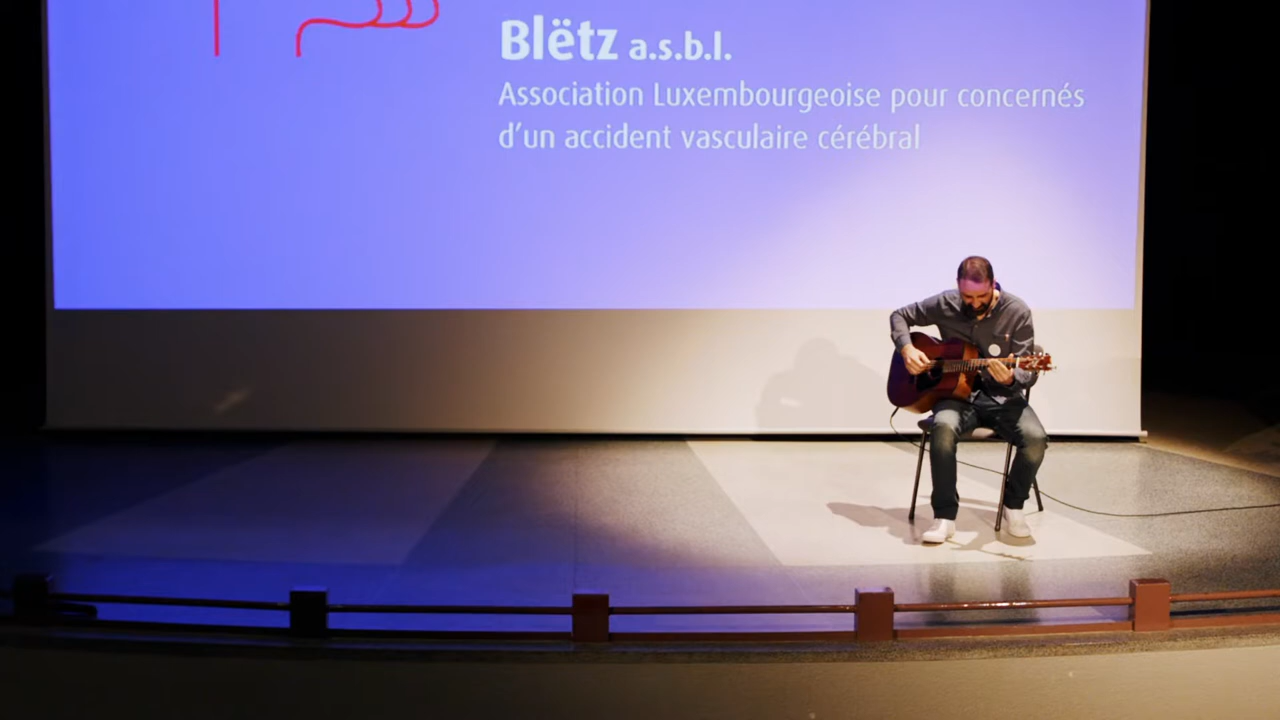 Blëtz a.s.b.l.
Association Luxembourgeoise pour concernés
d'un accident vasculaire cérébral